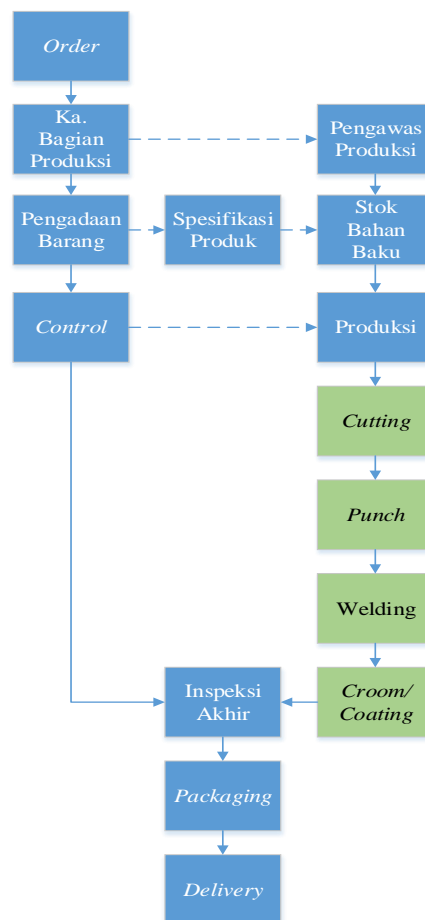 Order
Ka.
Bagian
Produksi
Pengawas
Produksi
Pengadaan
Barang
Spesifikasi
Produk
Stok
Bahan
Baku
Control
Produksi
Cutting
Punch
Welding
Inspeksi
Akhir
Croom/
Coating
Packaging
Delivery